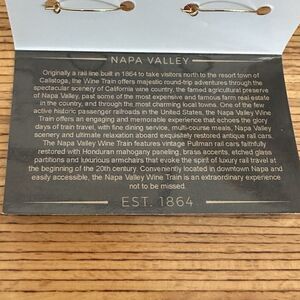 NAPA VALLEY
Originally a rail line built in 1864 to take visitors north to the resort town of
Calistoga, the Wine Train offers majestic round-trip adventures through the
spectacular scenery of California wine country, the famed agricultural preserve
of Napa Valley, past some of the most expensive and famous farm real estate
in the country, and through the most charming local towns. One of the few
active historic passenger railroads in the United States, the Napa Valley Wine
Train offers an engaging and memorable experience that echoes the glory
days of train travel, with fine dining service, multi-course meals, Napa Valley
scenery and ultimate relaxation aboard exquisitely restored antique rail cars.
The Napa Valley Wine Train features vintage Pullman rail cars faithfully
restored with Honduran mahogany paneling, brass accents, etched glass
partitions and luxurious armchairs that evoke the spirit of luxury rail travel at
the beginning of the 20th century. Conveniently located in downtown Napa and
easily accessible, the Napa Valley Wine Train is an extraordinary experience
not to be missed.
EST. 1864